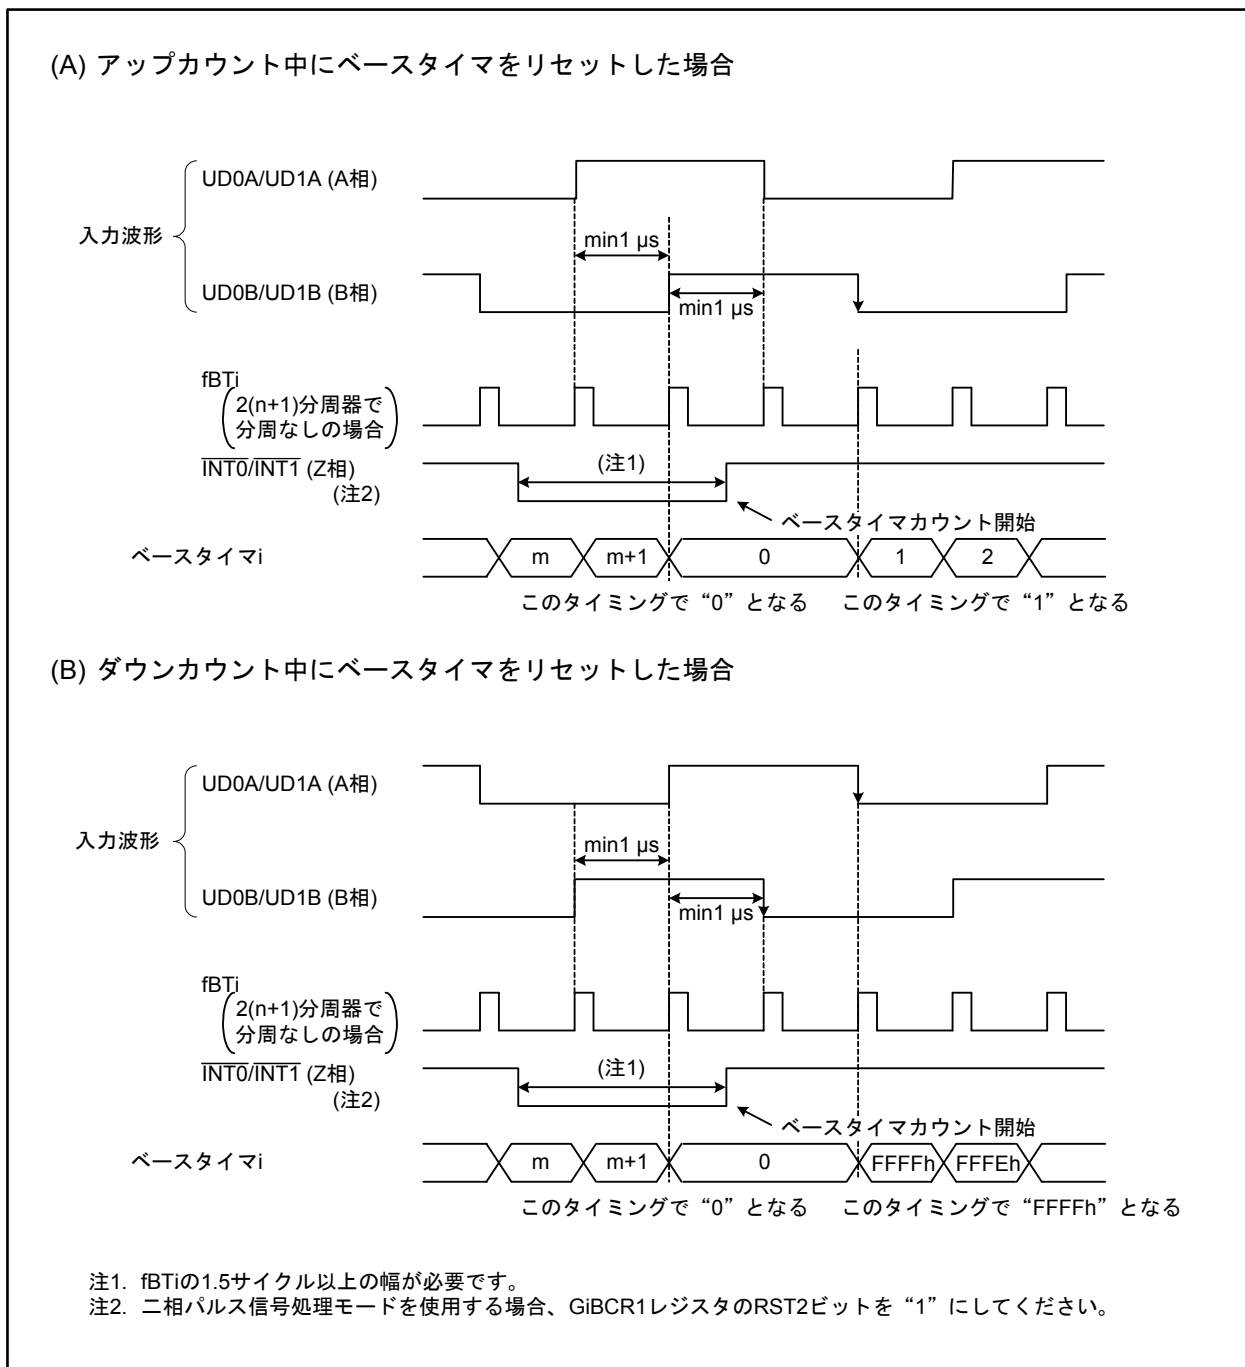 (A) アップカウント中にベースタイマをリセットした場合
入力波形
UD0A/UD1A (A相)
min1 μs
UD0B/UD1B (B相)
min1 μs
fBTi
2(n+1)分周器で
分周なしの場合
INT0/INT1 (Z相)
(注2)
(注1)
ベースタイマカウント開始
ベースタイマi
m
m+1
0
1
2
このタイミングで“0”となる
このタイミングで“1”となる
(B) ダウンカウント中にベースタイマをリセットした場合
入力波形
UD0A/UD1A (A相)
min1 μs
UD0B/UD1B (B相)
min1 μs
fBTi
2(n+1)分周器で
分周なしの場合
INT0/INT1 (Z相)
(注2)
(注1)
ベースタイマカウント開始
ベースタイマi
m
m+1
0
FFFFh
FFFEh
このタイミングで“0”となる
このタイミングで“FFFFh”となる
注1. fBTiの1.5サイクル以上の幅が必要です。
注2. 二相パルス信号処理モードを使用する場合、GiBCR1レジスタのRST2ビットを“1”にしてください。